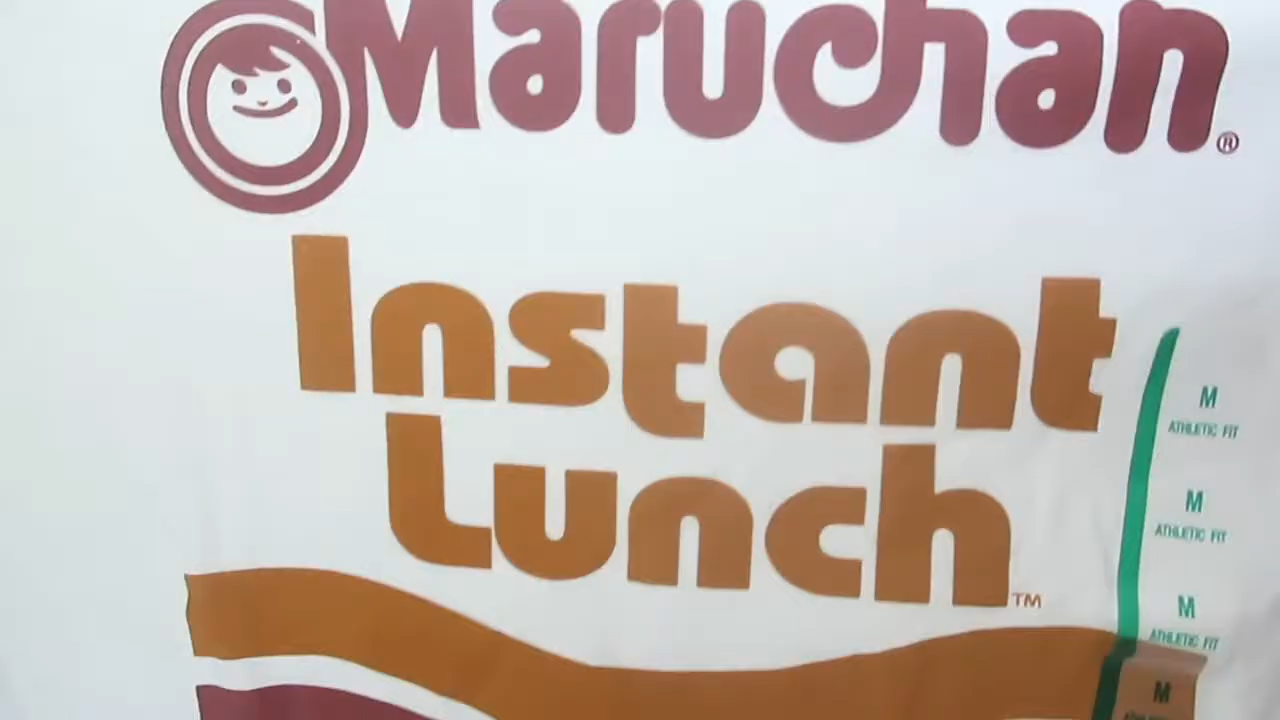 Maruchan®
Instant
Lunch™
M
ATHLETIC FIT
M
ATHLETIC FIT
M
ATHLETIC FIT
M